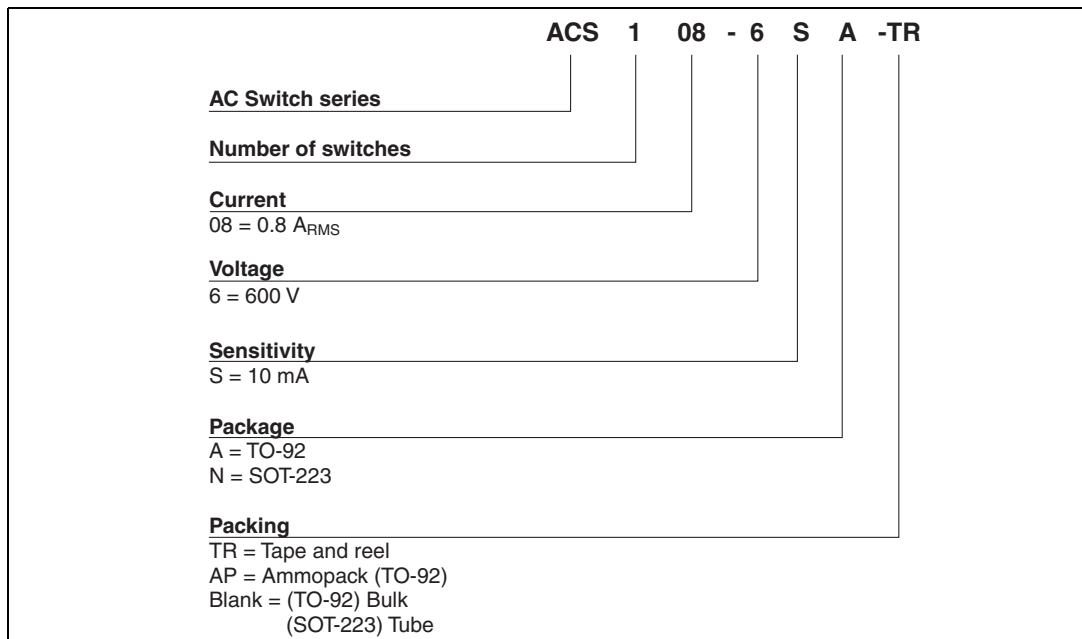 ACS 1 08 - 6 S A -TR
AC Switch series
Number of switches
Current
08 = 0.8 ARMS
Voltage
6 = 600 V
Sensitivity
S = 10 mA
Package
A = TO-92
N = SOT-223
Packing
TR = Tape and reel
AP = Ammopack (TO-92)
Blank = (TO-92) Bulk
(SOT-223) Tube